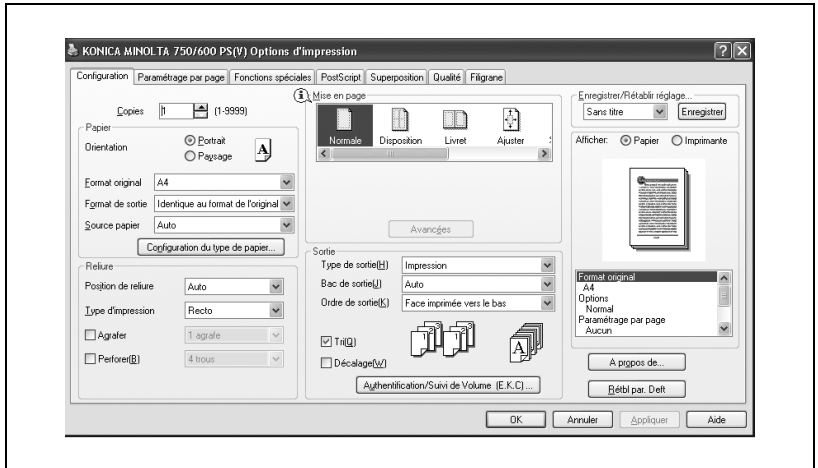 KONICA MINOLTA 750/600 PS(V) Options d'impression
Configuration Paramétrage par page Fonctions spéciales PostScript Superposition Qualité Filigrane
Copies 1 (1-9999)
Papier
Orientation
Portrait
Paysage
A
Format original A4
Format de sortie Identique au format de l'original
Source papier Auto
Configuration du type de papier...
Reliure
Position de reliure Auto
Type d'impression Recto
Agrafer 1 agrafe
Perforer(B) 4 trous
Mise en page
Normale Disposition Livret Ajuster
Avancées
Sortie
Type de sortie(H) Impression
Bac de sortie(J) Auto
Ordre de sortie(K) Face imprimée vers le bas
Tri(Q)
1 2 3 1 2 3
A
Décalage(W)
Authentification/Suivi de Volume (E.K.C) ...
Enregistrer/Rétablir réglage...
Sans titre Enregistrer
Afficher: Papier Imprimante
Format original
A4
Options
Normal
Paramétrage par page
Aucun
A propos de...
Rétbl par. Deft
OK Annuler Appliquer Aide